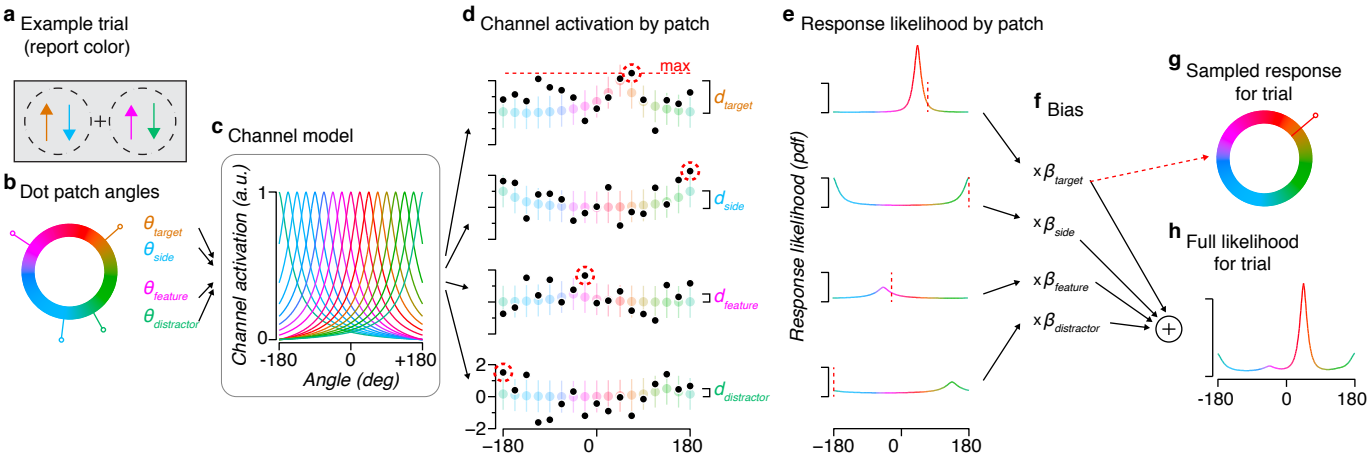 a Example trial
(report color)
+
b Dot patch angles
θtarget
θside
θfeature
θdistractor
c Channel model
Channel activation (a.u.)
1
0
-180 0 +180
Angle (deg)
d Channel activation by patch
max
dtarget
dside
dfeature
2
0
−2
ddistractor
−180 0 180
e Response likelihood by patch
Response likelihood (pdf)
−180 0 180
f Bias
x βtarget
x βside
x βfeature
x βdistractor
+
g Sampled response
for trial
h Full likelihood
for trial
-180 0 180